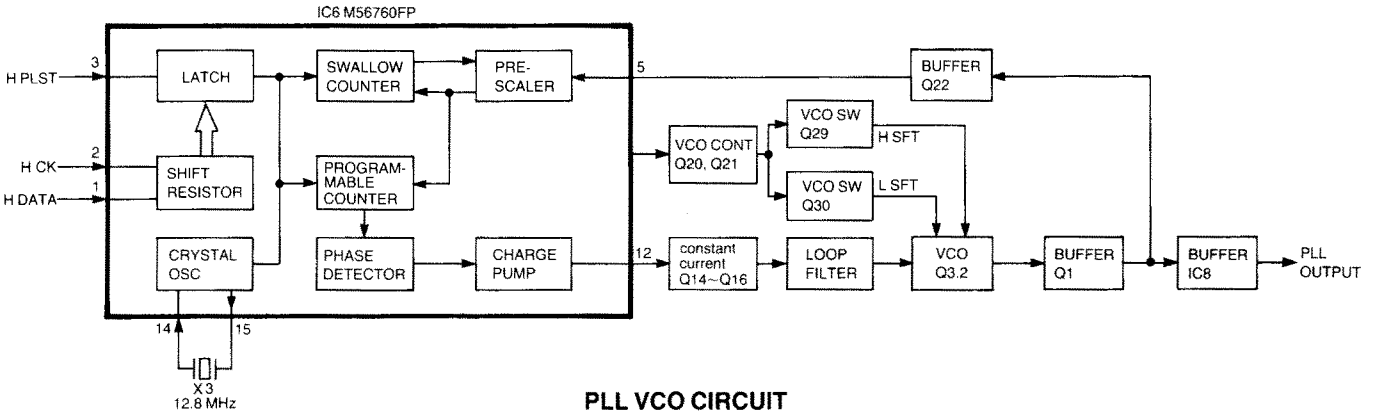 IC6 M56760FP
H PLST
3
LATCH
SWALLOW
COUNTER
PRE-
SCALER
5
BUFFER
Q22
H CK
2
H DATA
1
SHIFT
RESISTOR
PROGRAM-
MABLE
COUNTER
VCO CONT
Q20, Q21
VCO SW
Q29
H SFT
VCO SW
Q30
L SFT
CRYSTAL
OSC
PHASE
DETECTOR
CHARGE
PUMP
12
constant
current
Q14~Q16
LOOP
FILTER
VCO
Q3.2
BUFFER
Q1
BUFFER
IC8
PLL
OUTPUT
14
15
X3
12.8 MHz
PLL VCO CIRCUIT